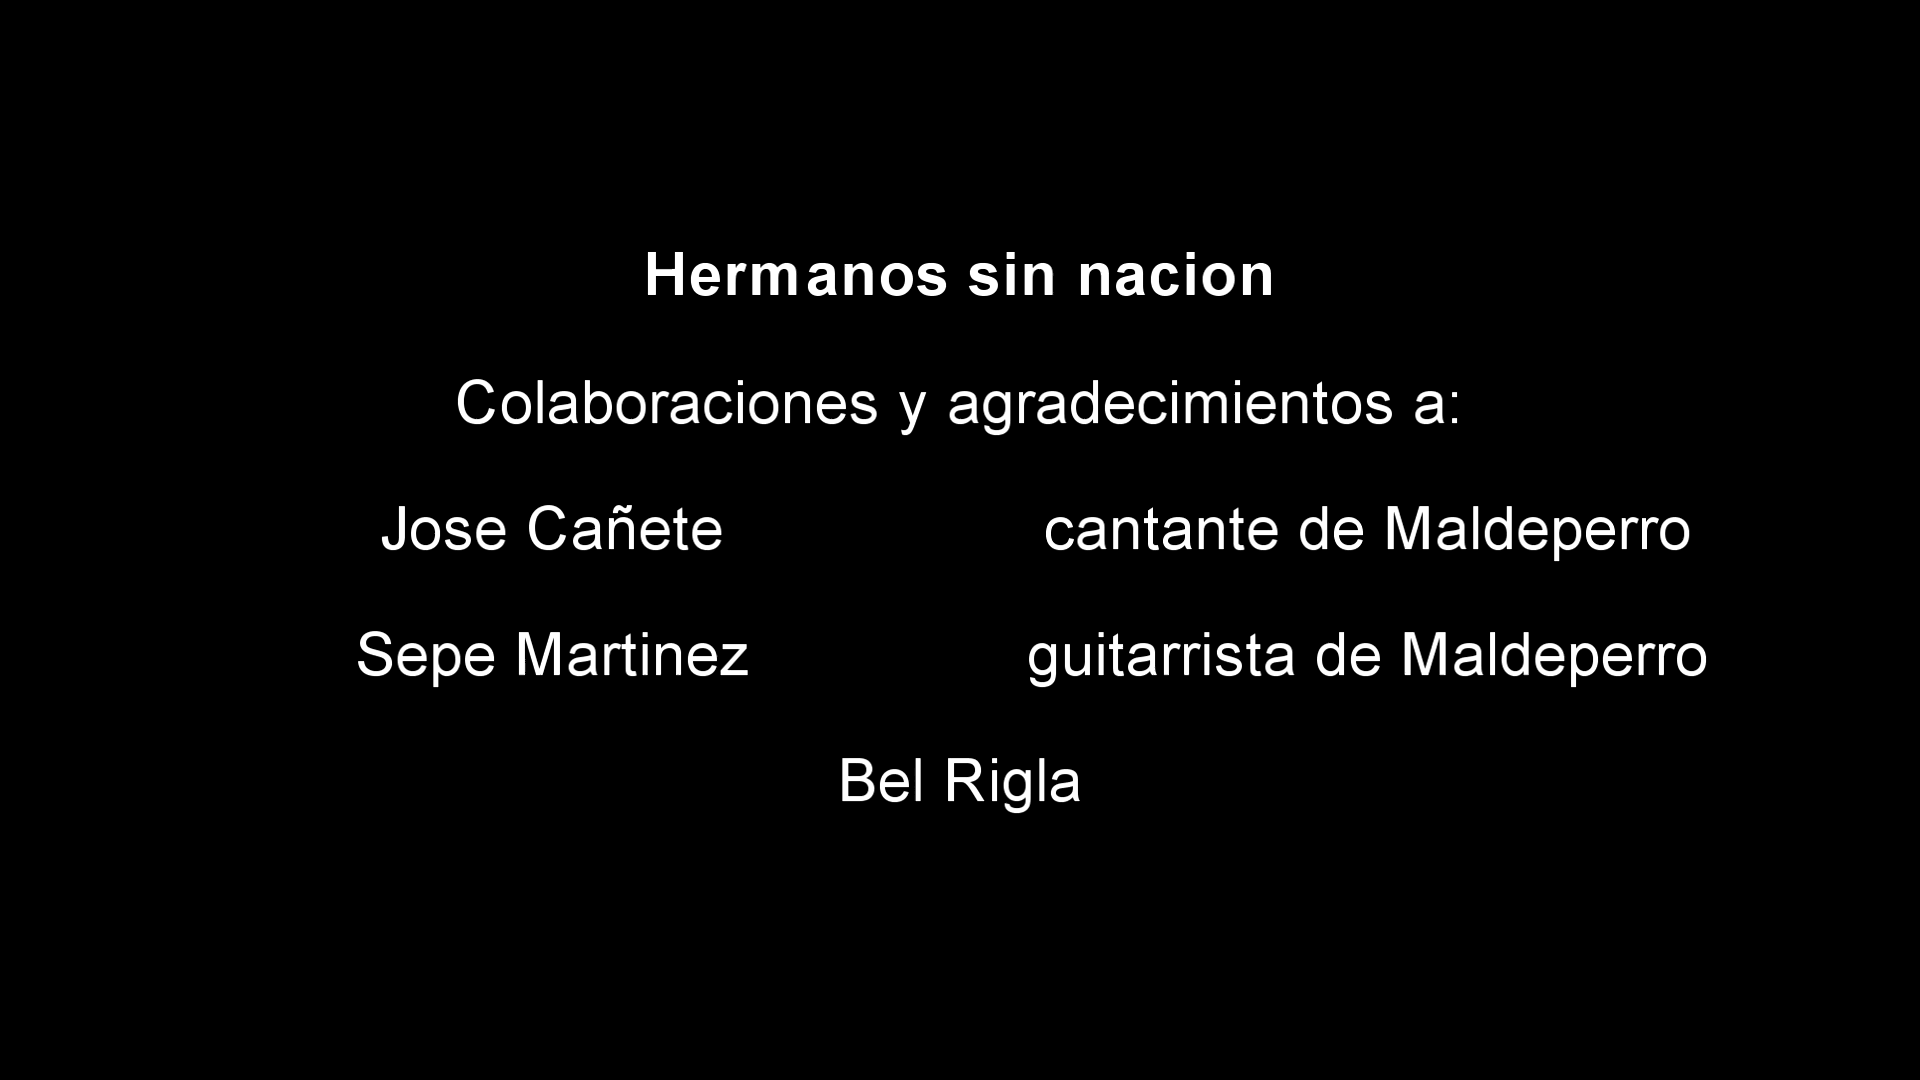 Hermanos sin nacion
Colaboraciones y agradecimientos a:
Jose Cañete cantante de Maldeperro
Sepe Martinez guitarrista de Maldeperro
Bel Rigla